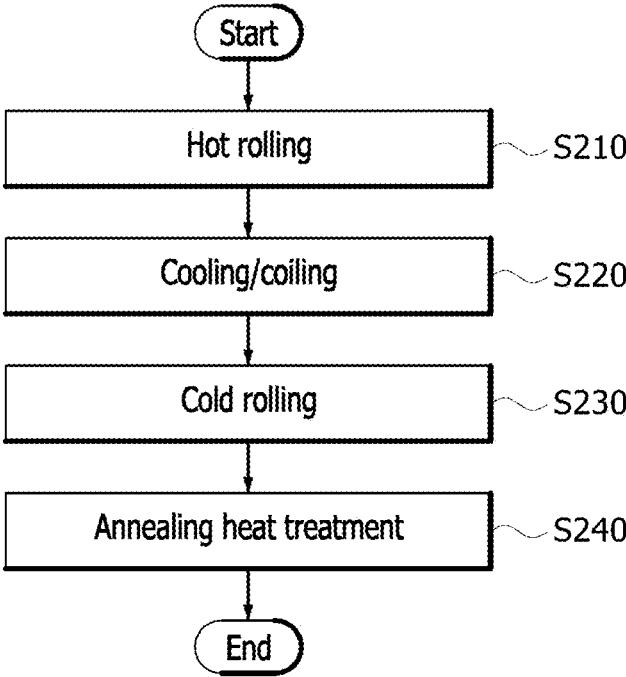 Start
Hot rolling
S210
Cooling/coiling
S220
Cold rolling
S230
Annealing heat treatment
S240
End